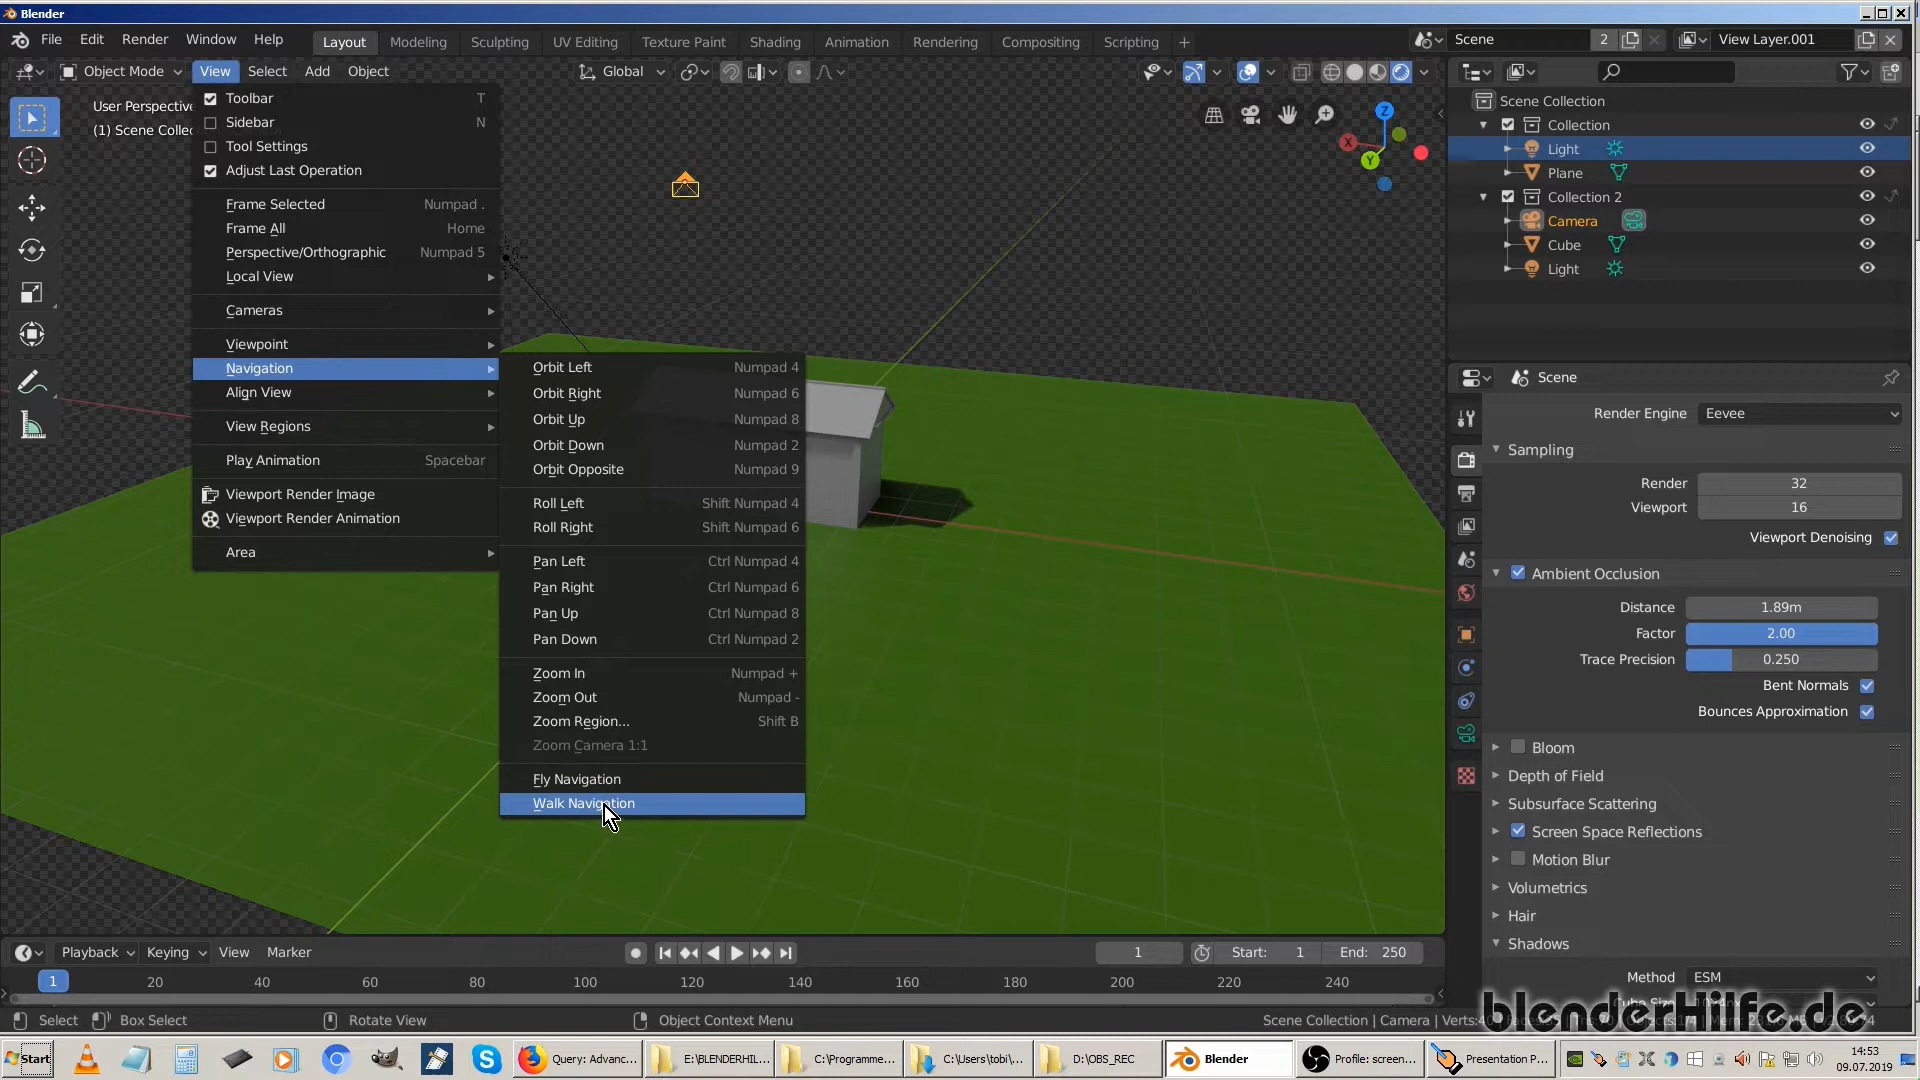 Blender
File Edit Render Window Help Layout Modeling Sculpting UV Editing Texture Paint Shading Animation Rendering Compositing Scripting + Scene 2 View Layer.001
Object Mode View Select Add Object Global
User Perspective
(1) Scene Collec
Toolbar T
Sidebar N
Tool Settings
Adjust Last Operation
Frame Selected Numpad .
Frame All Home
Perspective/Orthographic Numpad 5
Local View
Cameras
Viewpoint
Navigation
Align View
View Regions
Play Animation Spacebar
Viewport Render Image
Viewport Render Animation
Area
Orbit Left Numpad 4
Orbit Right Numpad 6
Orbit Up Numpad 8
Orbit Down Numpad 2
Orbit Opposite Numpad 9
Roll Left Shift Numpad 4
Roll Right Shift Numpad 6
Pan Left Ctrl Numpad 4
Pan Right Ctrl Numpad 6
Pan Up Ctrl Numpad 8
Pan Down Ctrl Numpad 2
Zoom In Numpad +
Zoom Out Numpad -
Zoom Region... Shift B
Zoom Camera 1:1
Fly Navigation
Walk Navigation
Z
X
Y
Scene Collection
Collection
Light
Plane
Collection 2
Camera
Cube
Light
Scene
Render Engine Eevee
Sampling
Render 32
Viewport 16
Viewport Denoising
Ambient Occlusion
Distance 1.89m
Factor 2.00
Trace Precision 0.250
Bent Normals
Bounces Approximation
Bloom
Depth of Field
Subsurface Scattering
Screen Space Reflections
Motion Blur
Volumetrics
Hair
Shadows
Method ESM
blenderHilfe.de
Playback Keying View Marker 1 Start: 1 End: 250
1 20 40 60 80 100 120 140 160 180 200 220 240
Select Box Select Rotate View Object Context Menu Scene Collection | Camera | Verts:40
Start Query: Advanc... E:\BLENDERHIL... C:\Programme... C:\Users\tobi\... D:\OBS_REC Blender Profile: screen... Presentation P... 14:53
09.07.2019